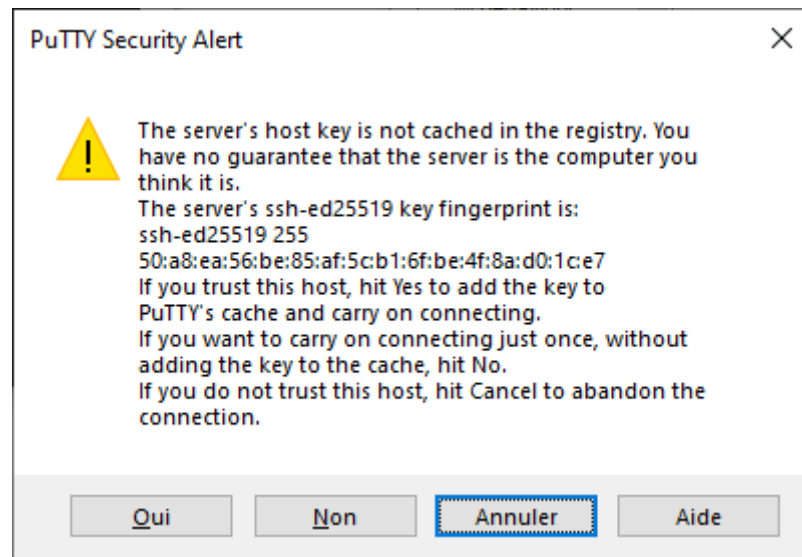 PuTTY Security Alert
The server's host key is not cached in the registry. You
have no guarantee that the server is the computer you
think it is.
The server's ssh-ed25519 key fingerprint is:
ssh-ed25519 255
50:a8:ea:56:be:85:af:5c:b1:6f:be:4f:8a:d0:1c:e7
If you trust this host, hit Yes to add the key to
PuTTY's cache and carry on connecting.
If you want to carry on connecting just once, without
adding the key to the cache, hit No.
If you do not trust this host, hit Cancel to abandon the
connection.
Oui Non Annuler Aide